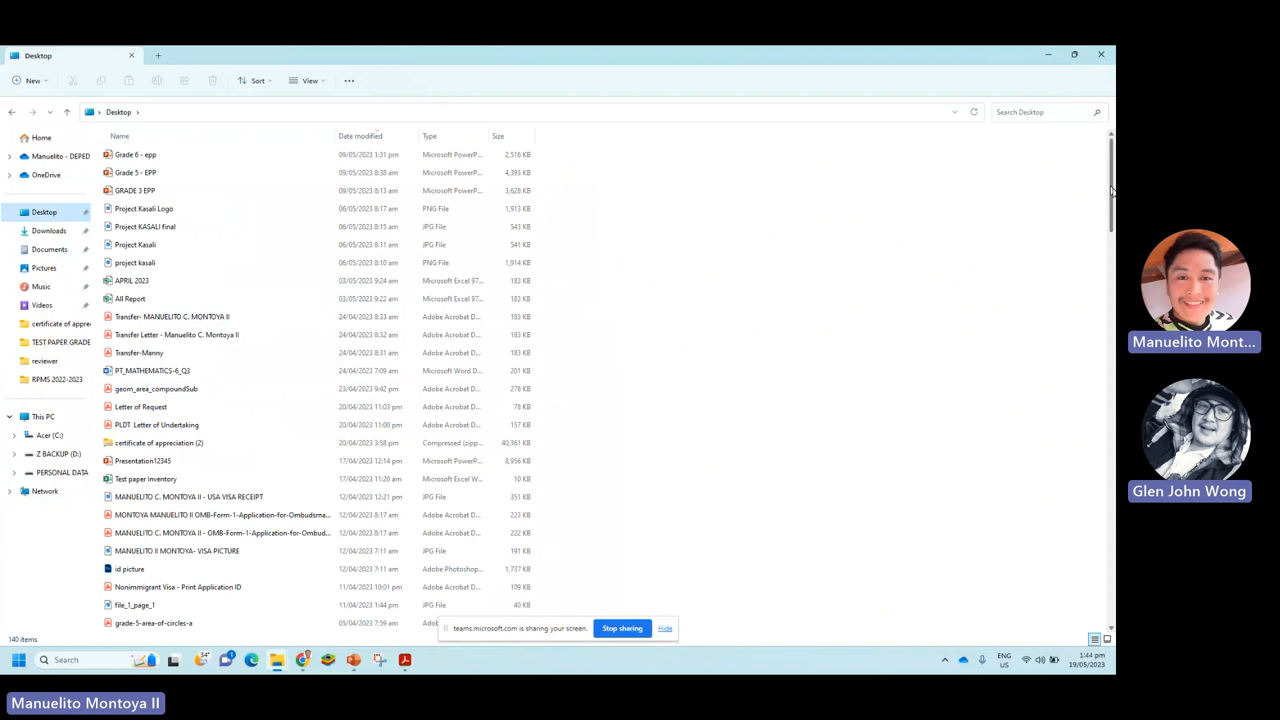 Desktop
New Sort View
Desktop Search Desktop
Home
Manuelito - DEPED
OneDrive
Desktop
Downloads
Documents
Pictures
Music
Videos
certificate of appre
TEST PAPER GRADE
reviewer
RPMS 2022-2023
This PC
Acer (C:)
Z BACKUP (D:)
PERSONAL DATA
Network
Name Date modified Type Size
Grade 6 - epp 09/05/2023 1:31 pm Microsoft PowerP... 2,516 KB
Grade 5 - EPP 09/05/2023 8:38 am Microsoft PowerP... 4,393 KB
GRADE 3 EPP 09/05/2023 8:13 am Microsoft PowerP... 3,628 KB
Project Kasali Logo 06/05/2023 8:17 am PNG File 1,913 KB
Project KASALI final 06/05/2023 8:15 am JPG File 543 KB
Project Kasali 06/05/2023 8:14 am JPG File 541 KB
project kasali 06/05/2023 8:10 am PNG File 1,914 KB
APRIL 2023 03/05/2023 9:24 am Microsoft Excel 97... 183 KB
All Report 03/05/2023 9:22 am Microsoft Excel 97... 183 KB
Transfer- MANUELITO C. MONTOYA II 24/04/2023 8:33 am Adobe Acrobat D... 183 KB
Transfer Letter - Manuelito C. Montoya II 24/04/2023 8:32 am Adobe Acrobat D... 183 KB
Transfer-Manny 24/04/2023 8:31 am Adobe Acrobat D... 183 KB
PT_MATHEMATICS-6_Q3 24/04/2023 7:38 am Microsoft Word D... 201 KB
geom_area_compoundSub 23/04/2023 9:42 pm Adobe Acrobat D... 278 KB
Letter of Request 20/04/2023 11:03 pm Adobe Acrobat D... 78 KB
PLDT Letter of Undertaking 20/04/2023 11:00 pm Adobe Acrobat D... 157 KB
certificate of appreciation (2) 20/04/2023 3:58 pm Compressed (zipp... 40,361 KB
Presentation12345 17/04/2023 12:14 pm Microsoft PowerP... 8,956 KB
Test paper Inventory 17/04/2023 11:20 am Microsoft Excel W... 10 KB
MANUELITO C. MONTOYA II - USA VISA RECEIPT 12/04/2023 12:21 pm JPG File 351 KB
MONTOYA MANUELITO II OMB-Form-1-Application-for-Ombudsma... 12/04/2023 8:17 am Adobe Acrobat D... 223 KB
MANUELITO C. MONTOYA II - OMB-Form-1-Application-for-Ombud... 12/04/2023 8:17 am Adobe Acrobat D... 222 KB
MANUELITO II MONTOYA- VISA PICTURE 12/04/2023 7:11 am JPG File 191 KB
id picture 12/04/2023 7:11 am Adobe Photoshop... 1,737 KB
Nonimmigrant Visa - Print Application ID 11/04/2023 10:01 pm Adobe Acrobat D... 109 KB
file_1_page_1 11/04/2023 1:44 pm JPG File 40 KB
grade-5-area-of-circles-a 05/04/2023 7:59 am
teams.microsoft.com is sharing your screen. Stop sharing Hide
140 items
Search
34°
ENG
US
1:44 pm
19/05/2023
Manuelito Mont...
Glen John Wong
Manuelito Montoya II